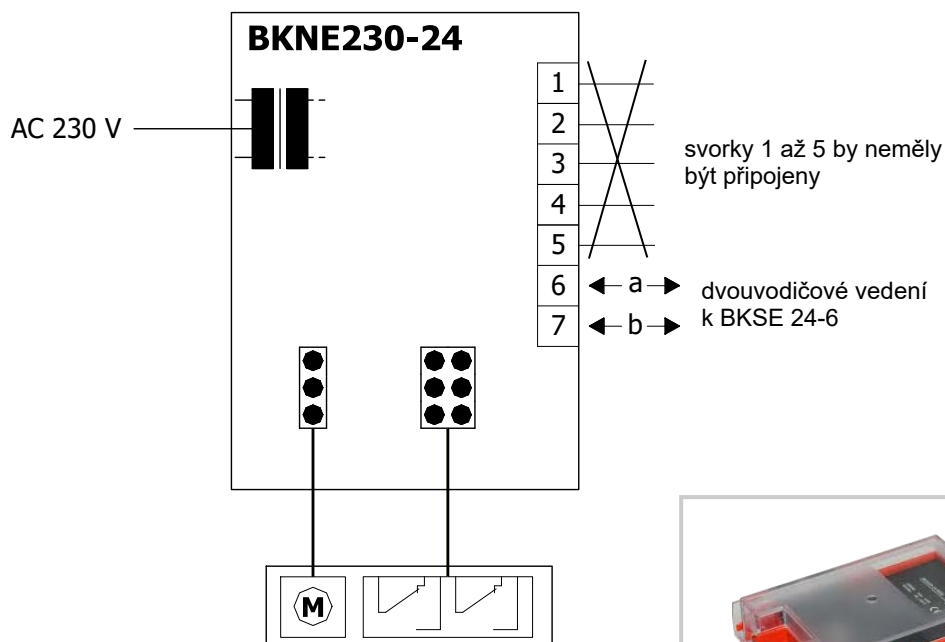 BKNE230-24
AC 230 V
1
2
3
4
5
6
7
svorky 1 až 5 by neměly
být připojeny
a
b
dvouvodičové vedení
k BKSE 24-6
M